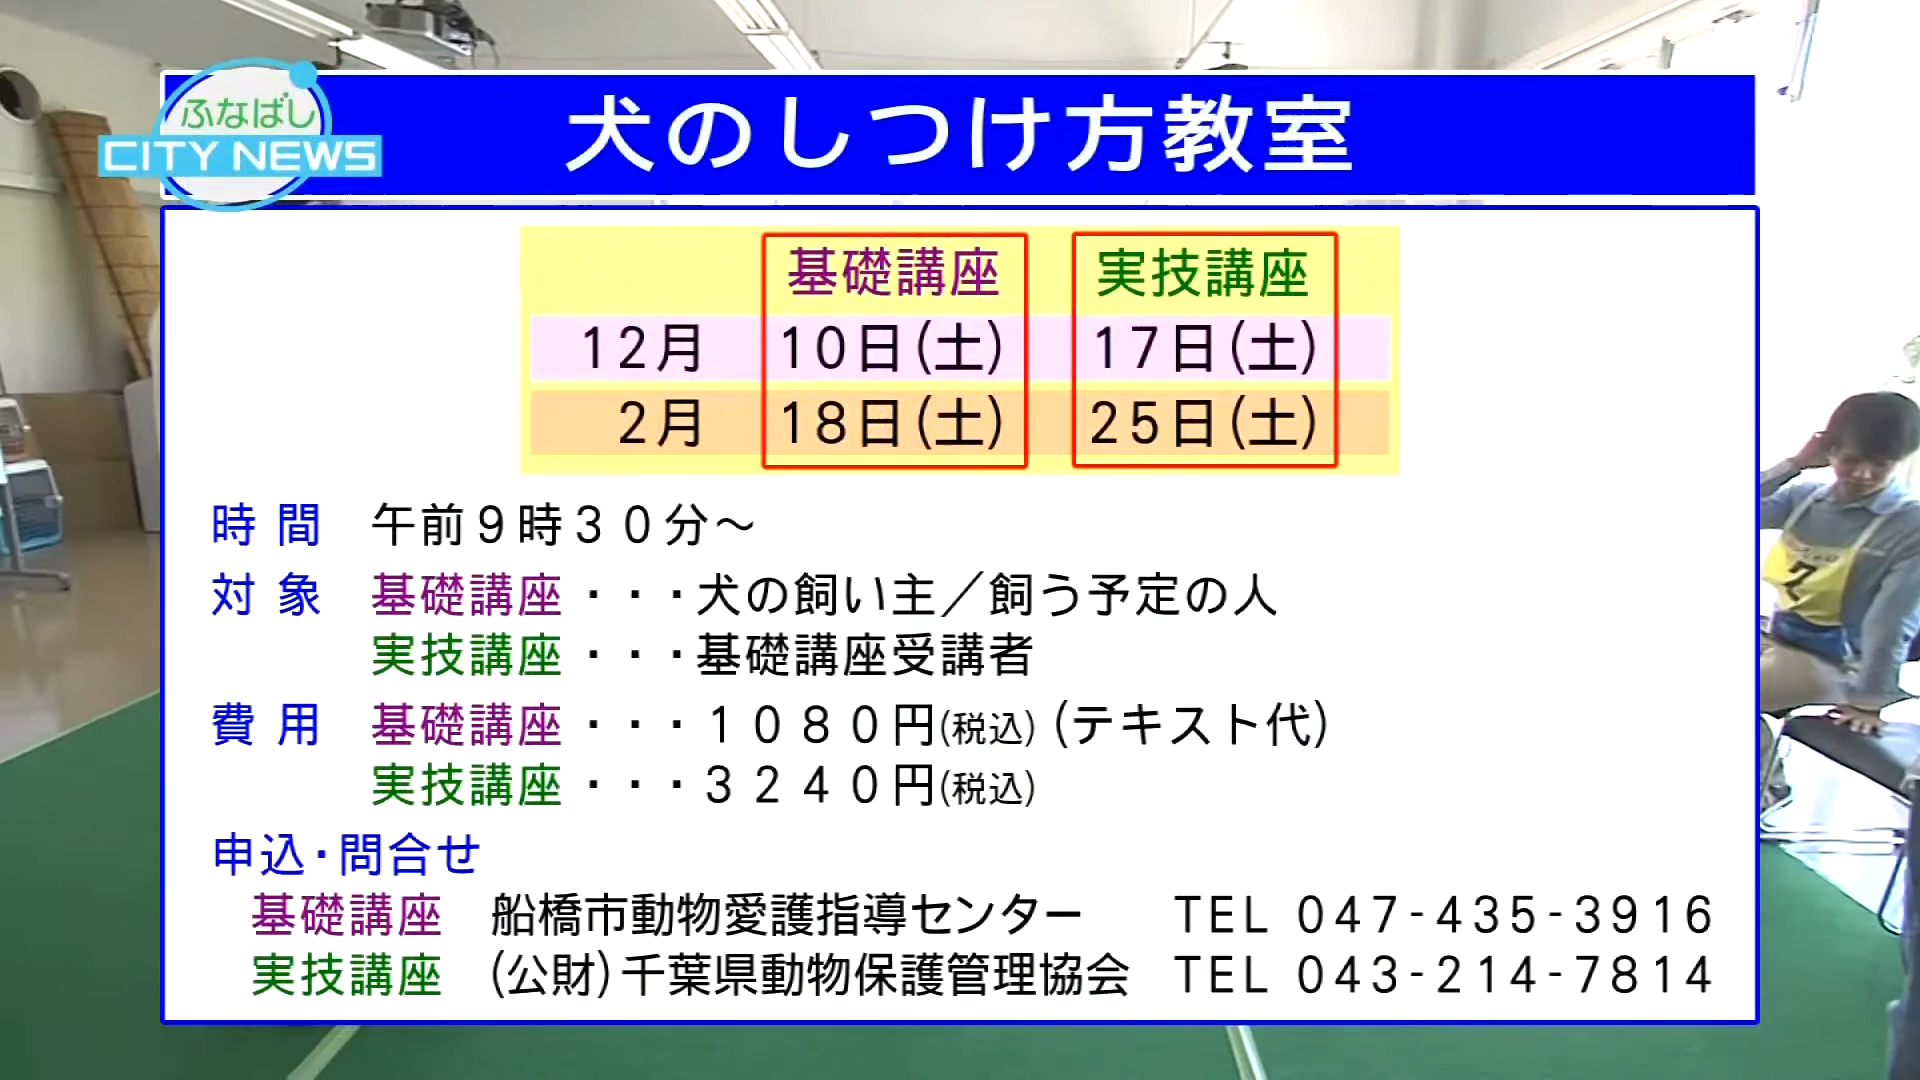 ふなばし
CITY NEWS
犬のしつけ方教室
基礎講座 実技講座
12月 10日(土) 17日(土)
2月 18日(土) 25日(土)
時間 午前9時30分～
対象 基礎講座・・・犬の飼い主／飼う予定の人
実技講座・・・基礎講座受講者
費用 基礎講座・・・1080円(税込)(テキスト代)
実技講座・・・3240円(税込)
申込・問合せ
基礎講座 船橋市動物愛護指導センター TEL 047-435-3916
実技講座 (公財)千葉県動物保護管理協会 TEL 043-214-7814
7